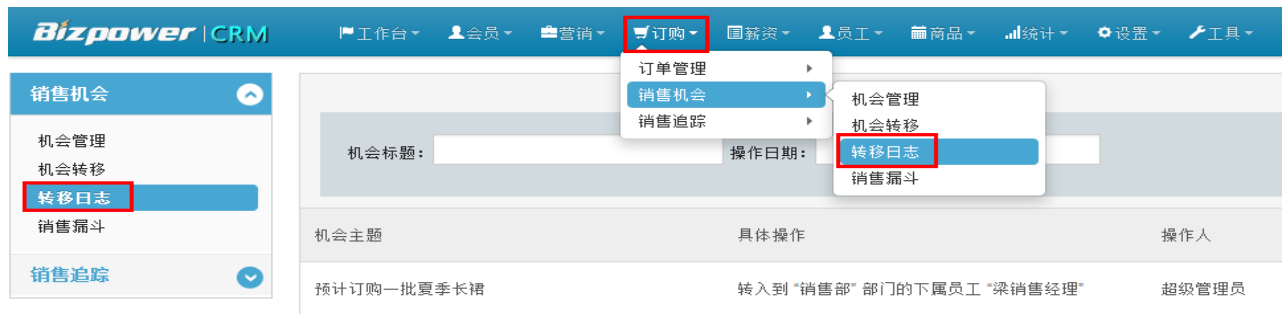 Bizpower CRM 工作台 会员 营销 订购 薪资 员工 商品 统计 设置 工具
订单管理
销售机会
销售追踪
机会管理
机会转移
转移日志
销售漏斗
销售机会
机会管理
机会转移
转移日志
销售漏斗
销售追踪
机会标题： 操作日期：
机会主题 具体操作 操作人
预计订购一批夏季长裙 转入到 “销售部” 部门的下属员工 “梁销售经理” 超级管理员